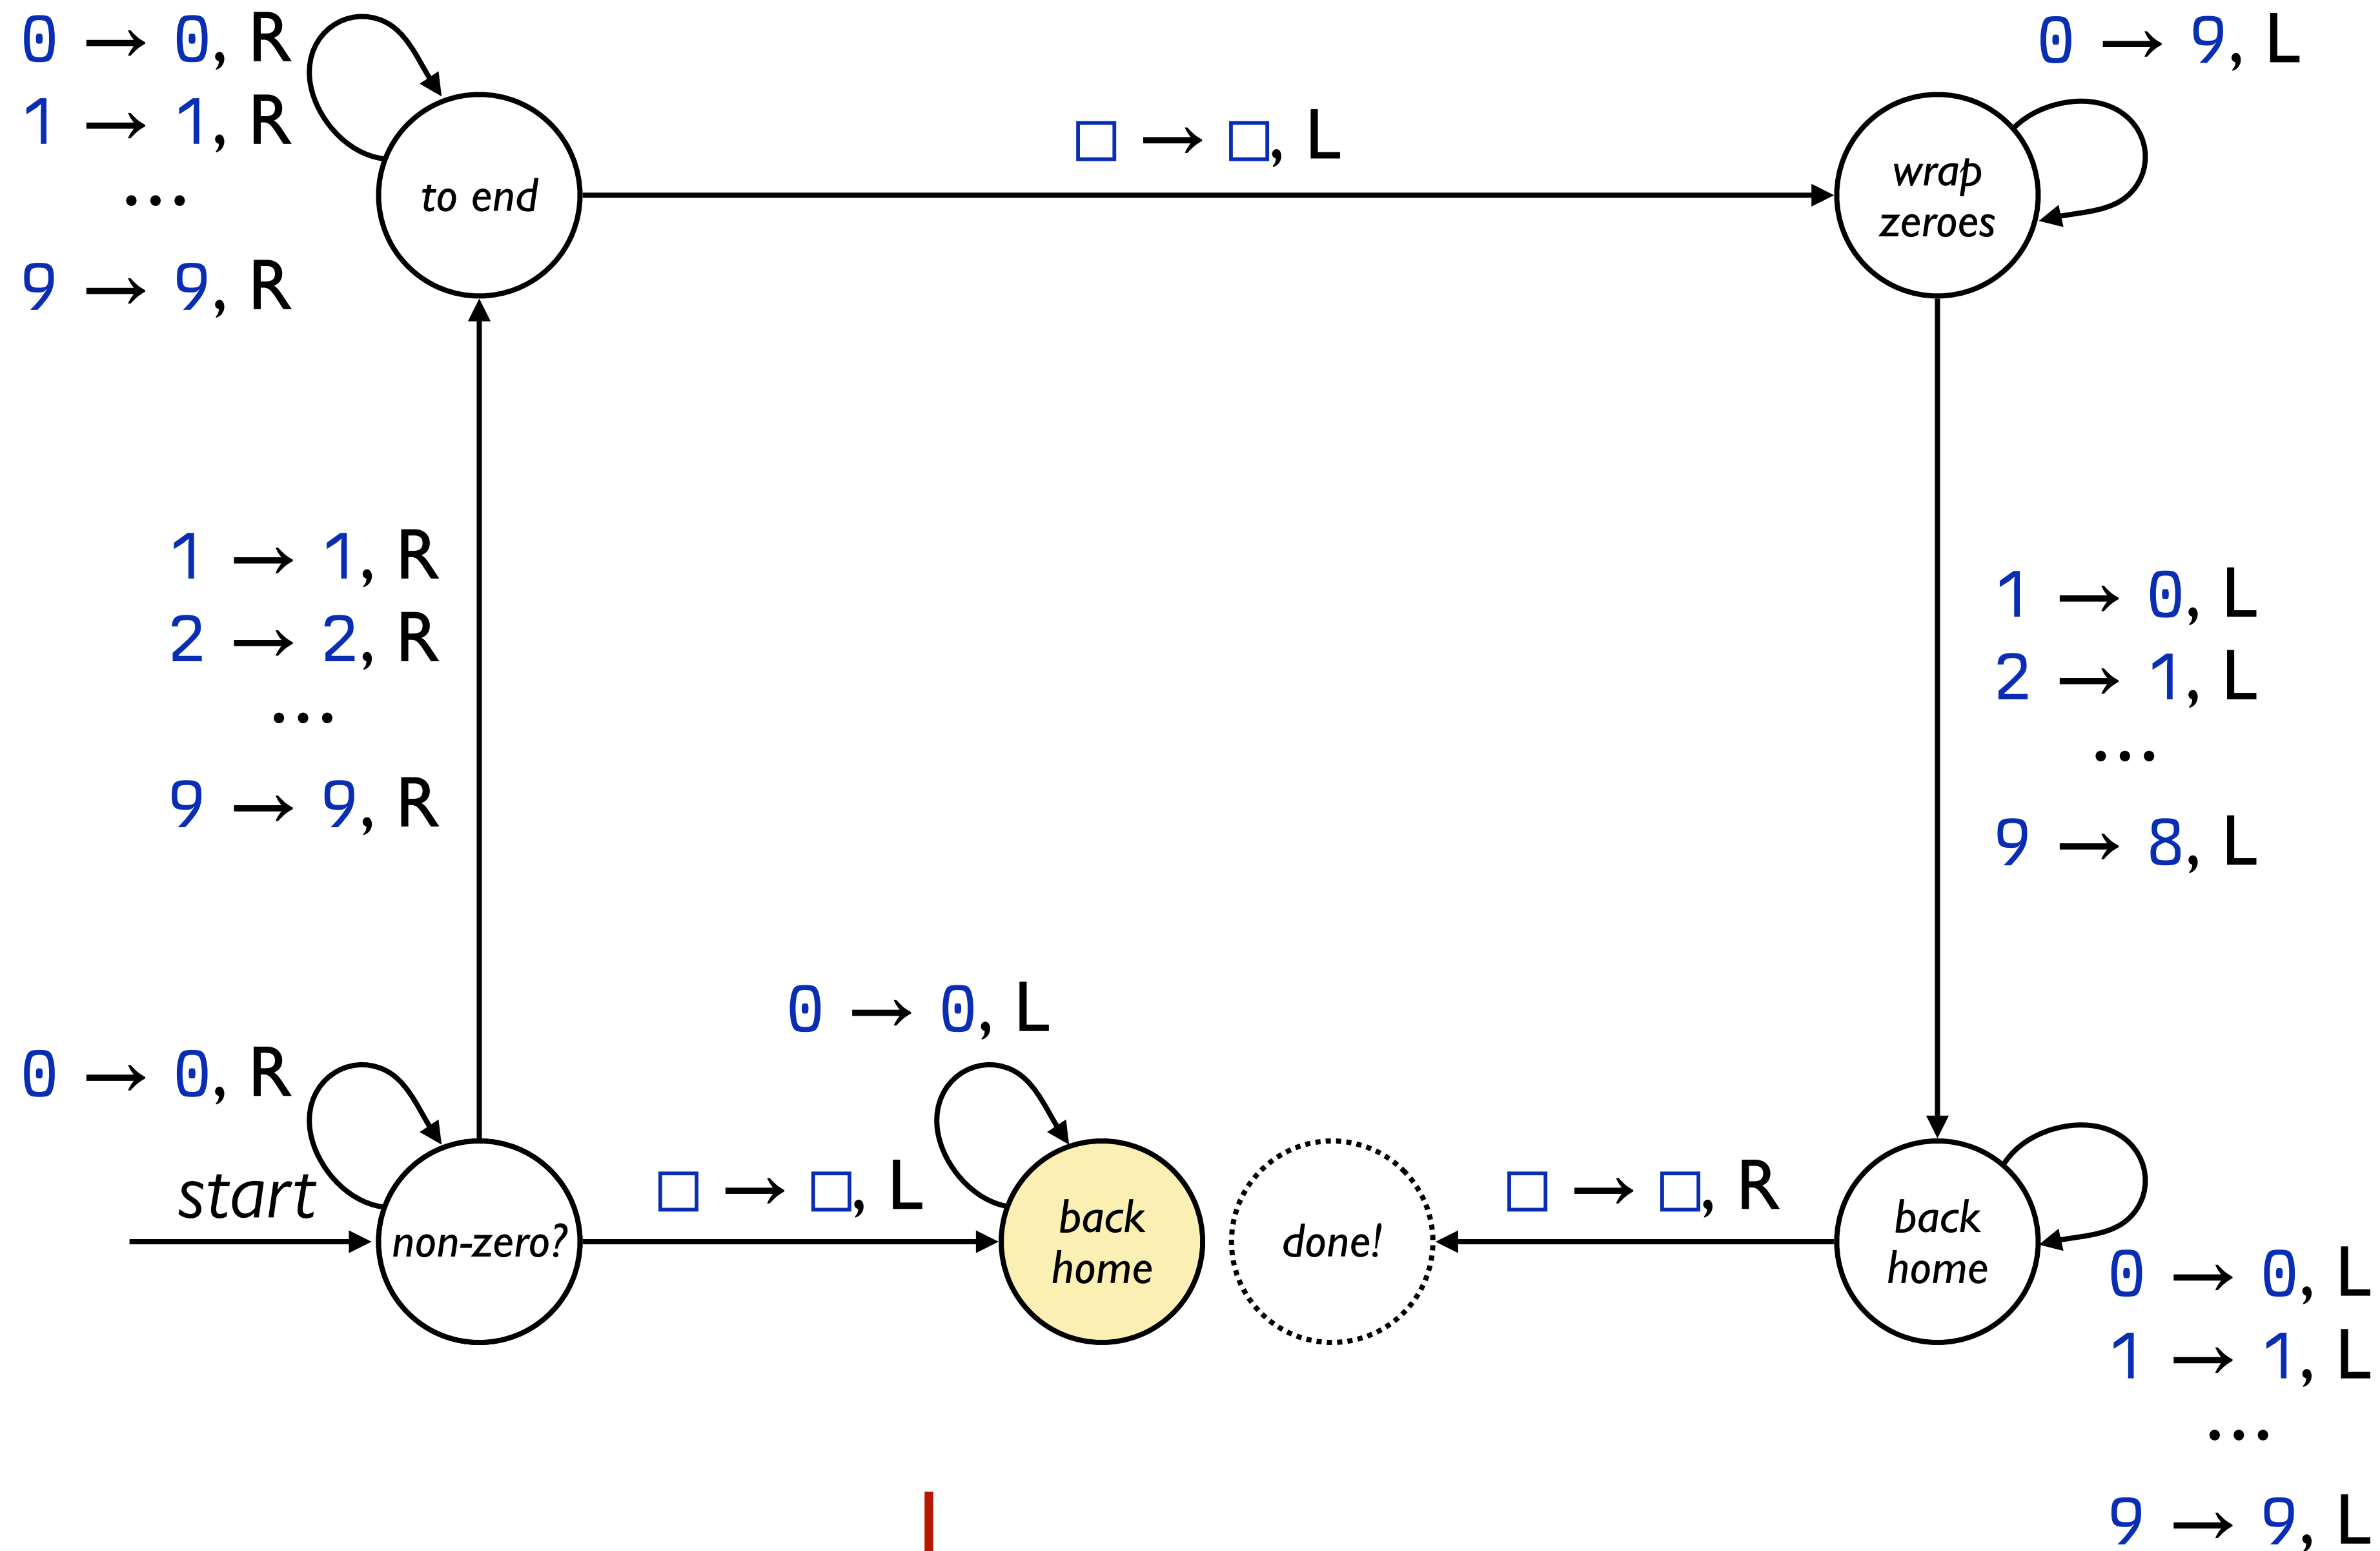 0 → 0, R
1 → 1, R
...
9 → 9, R
to end
□ → □, L
0 → 9, L
wrap
zeroes
1 → 1, R
2 → 2, R
...
9 → 9, R
1 → 0, L
2 → 1, L
...
9 → 8, L
0 → 0, R
start
non-zero?
□ → □, L
0 → 0, L
back
home
done!
□ → □, R
back
home
0 → 0, L
1 → 1, L
...
9 → 9, L